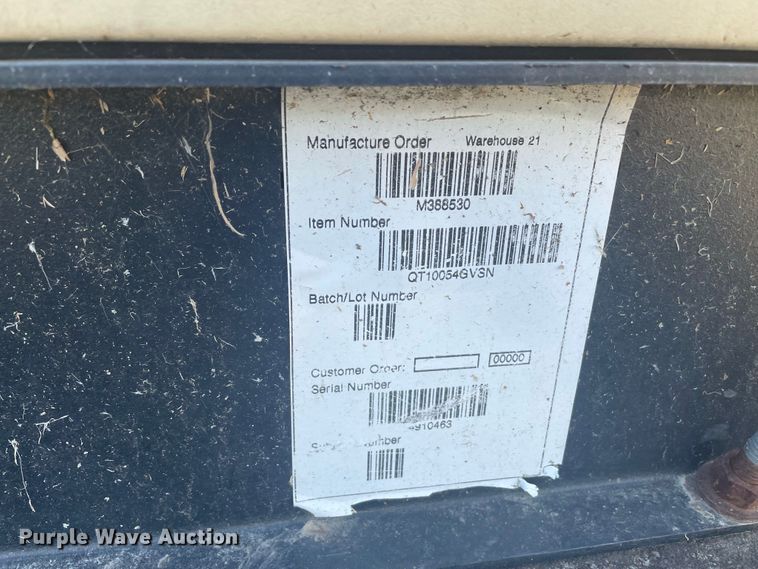 Manufacture Order Warehouse 21
M388530
Item Number
QT10054GVSN
Batch/Lot Number
Customer Order: 00000
Serial Number
Purple Wave Auction